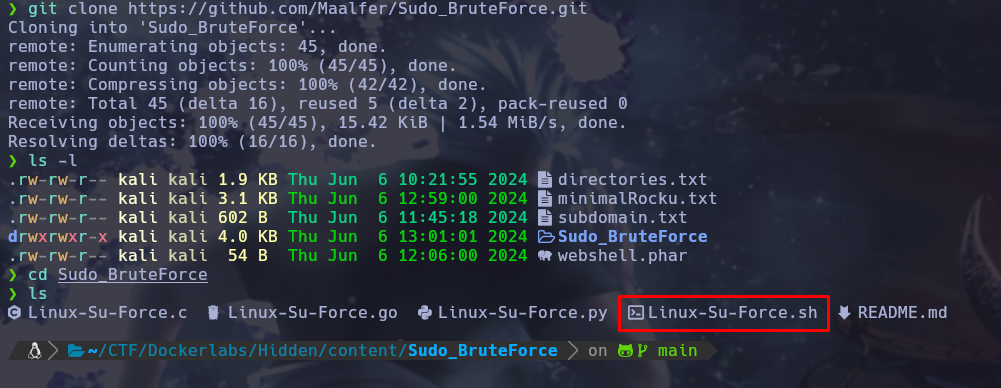 ❯ git clone https://github.com/Maalfer/Sudo_BruteForce.git
Cloning into 'Sudo_BruteForce'...
remote: Enumerating objects: 45, done.
remote: Counting objects: 100% (45/45), done.
remote: Compressing objects: 100% (42/42), done.
remote: Total 45 (delta 16), reused 5 (delta 2), pack-reused 0
Receiving objects: 100% (45/45), 15.42 KiB | 1.54 MiB/s, done.
Resolving deltas: 100% (16/16), done.
❯ ls -l
.rw-rw-r-- kali kali 1.9 KB Thu Jun  6 10:21:55 2024 directories.txt
.rw-rw-r-- kali kali 3.1 KB Thu Jun  6 12:59:00 2024 minimalRocku.txt
.rw-rw-r-- kali kali 602 B  Thu Jun  6 11:45:18 2024 subdomain.txt
drwxrwxr-x kali kali 4.0 KB Thu Jun  6 13:01:01 2024 Sudo_BruteForce
.rw-rw-r-- kali kali  54 B  Thu Jun  6 12:06:00 2024 webshell.phar
❯ cd Sudo_BruteForce
❯ ls
Linux-Su-Force.c Linux-Su-Force.go Linux-Su-Force.py Linux-Su-Force.sh README.md
~/CTF/Dockerlabs/Hidden/content/Sudo_BruteForce on main